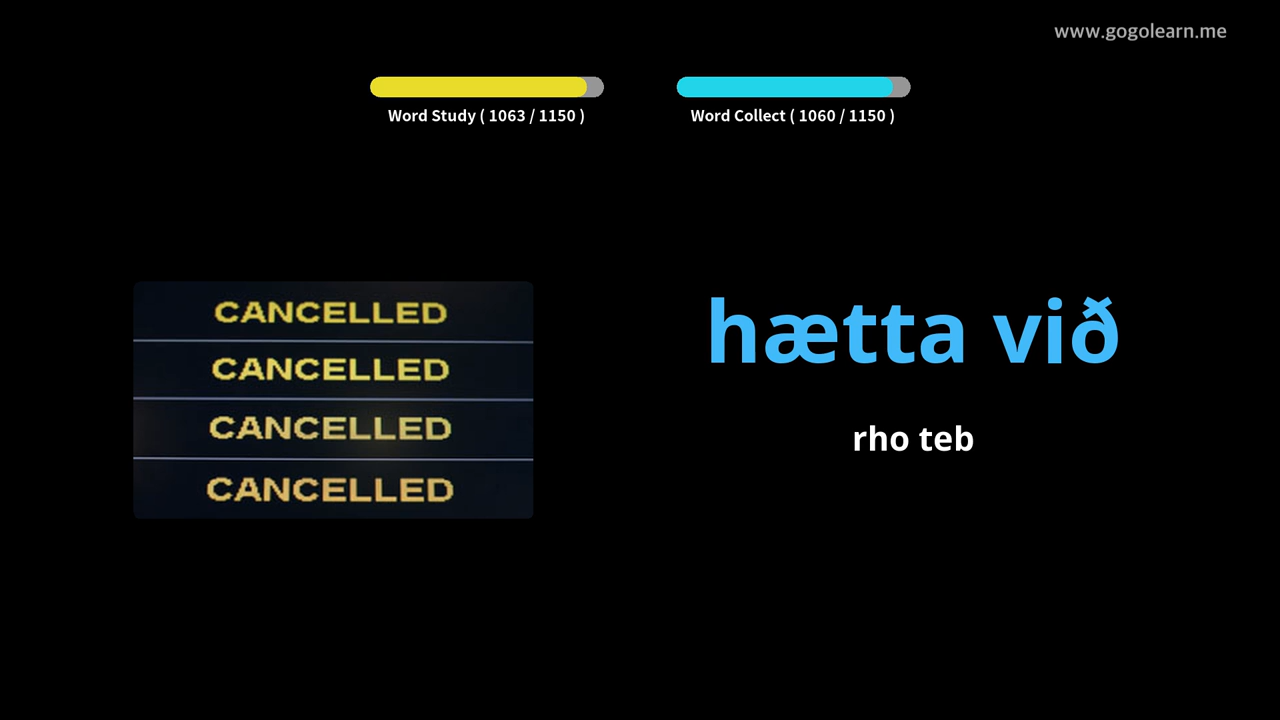 www.gogolearn.me
Word Study ( 1063 / 1150 )
Word Collect ( 1060 / 1150 )
CANCELLED
CANCELLED
CANCELLED
CANCELLED
hætta við
rho teb